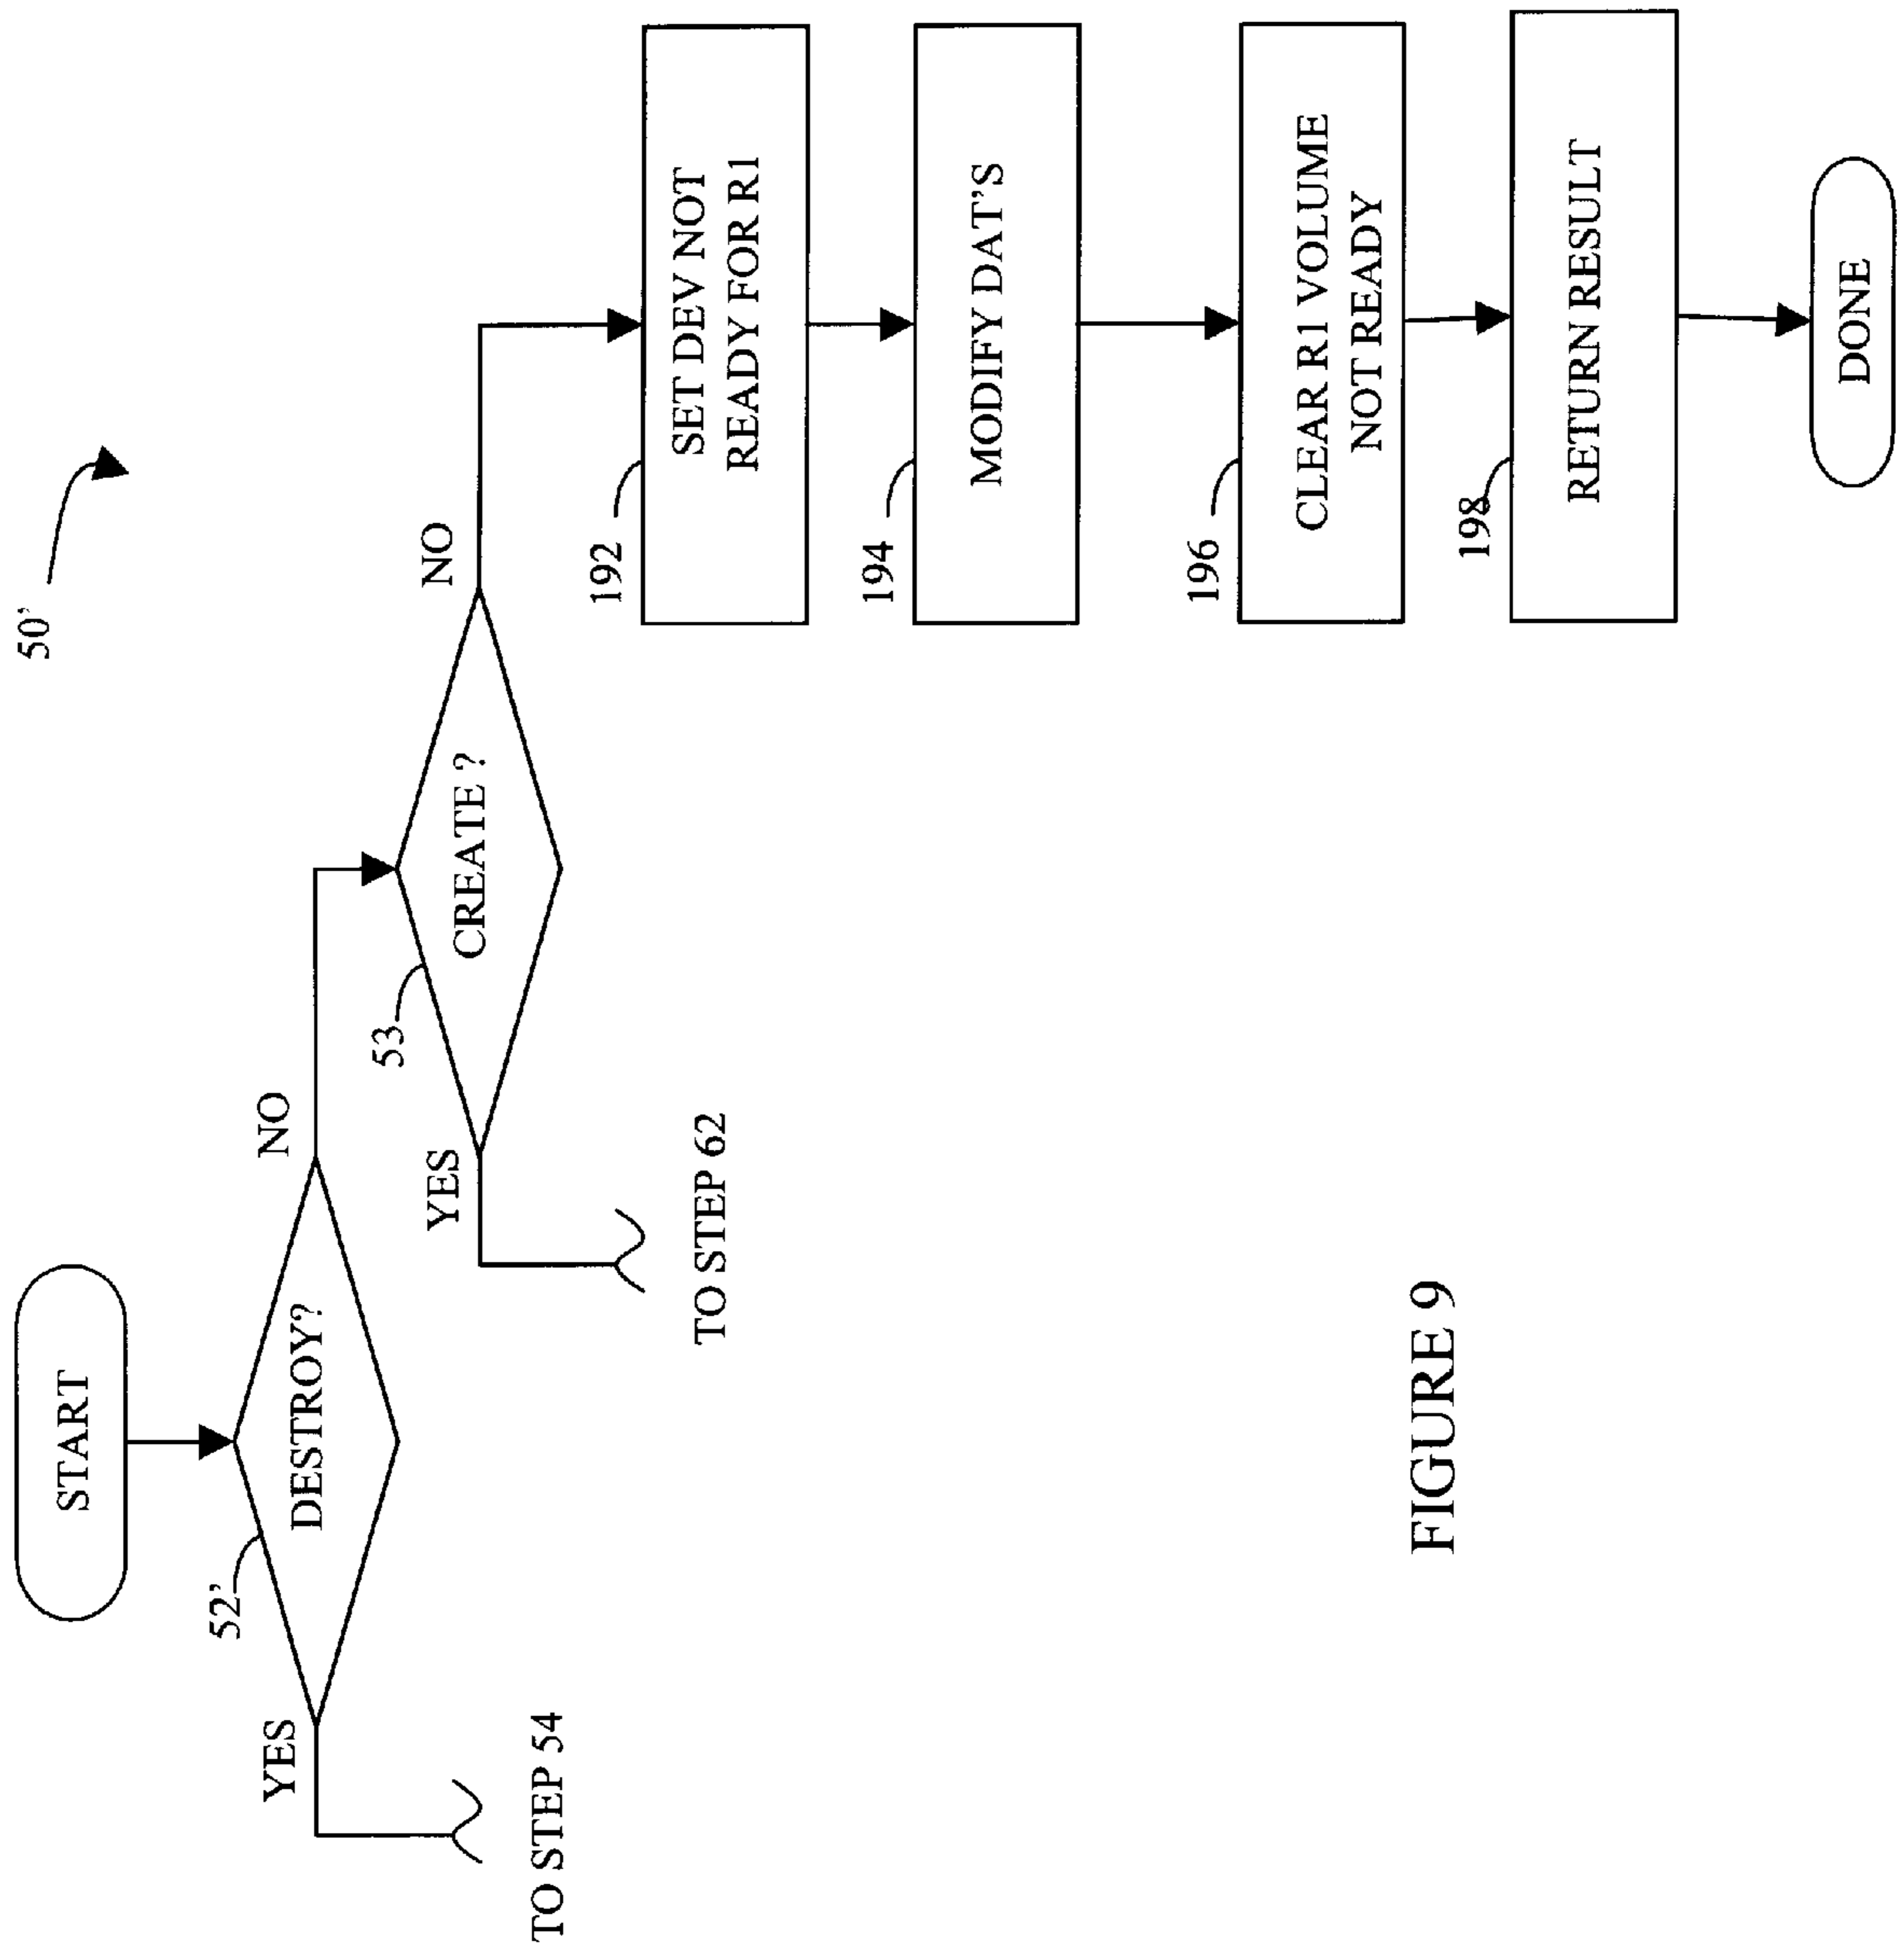 50’
START
52’
DESTROY?
YES
NO
TO STEP 54
53
CREATE ?
YES
NO
TO STEP 62
192
SET DEV NOT
READY FOR R1
194
MODIFY DAT’S
196
CLEAR R1 VOLUME
NOT READY
198
RETURN RESULT
DONE
FIGURE 9